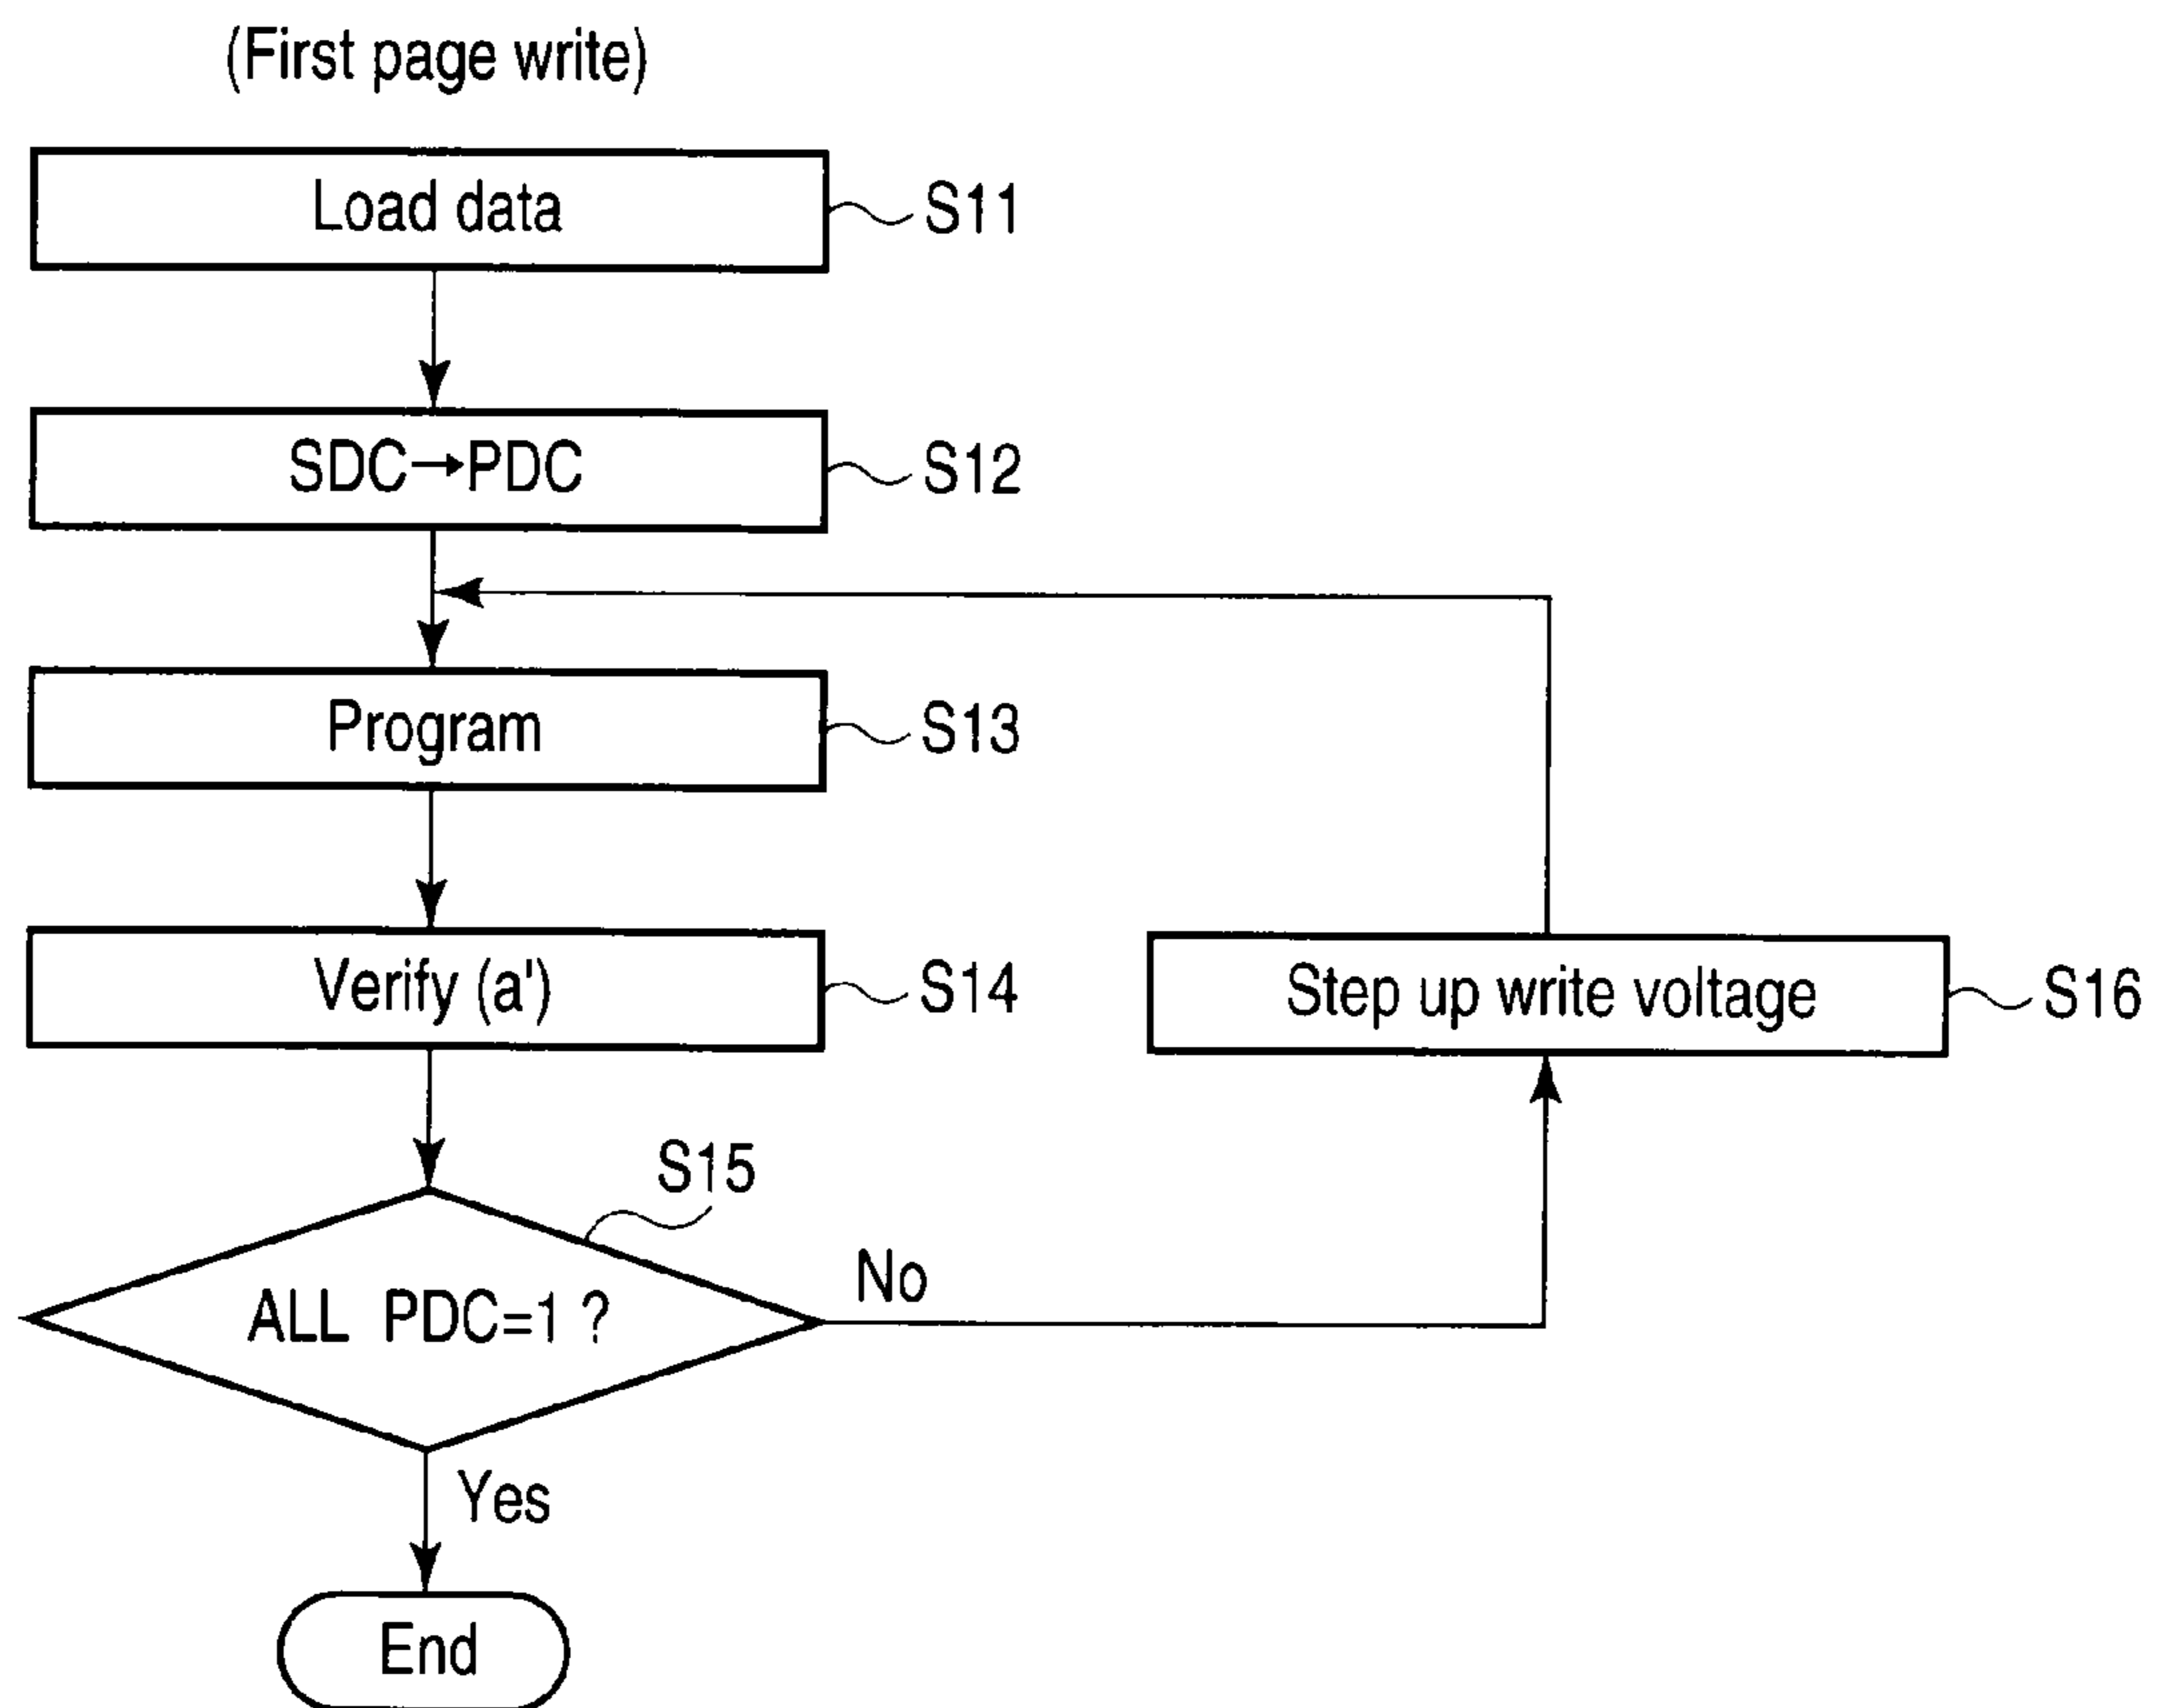 (First page write)
Load data
S11
SDC→PDC
S12
Program
S13
Verify (a')
S14
Step up write voltage
S16
S15
ALL PDC=1 ?
No
Yes
End